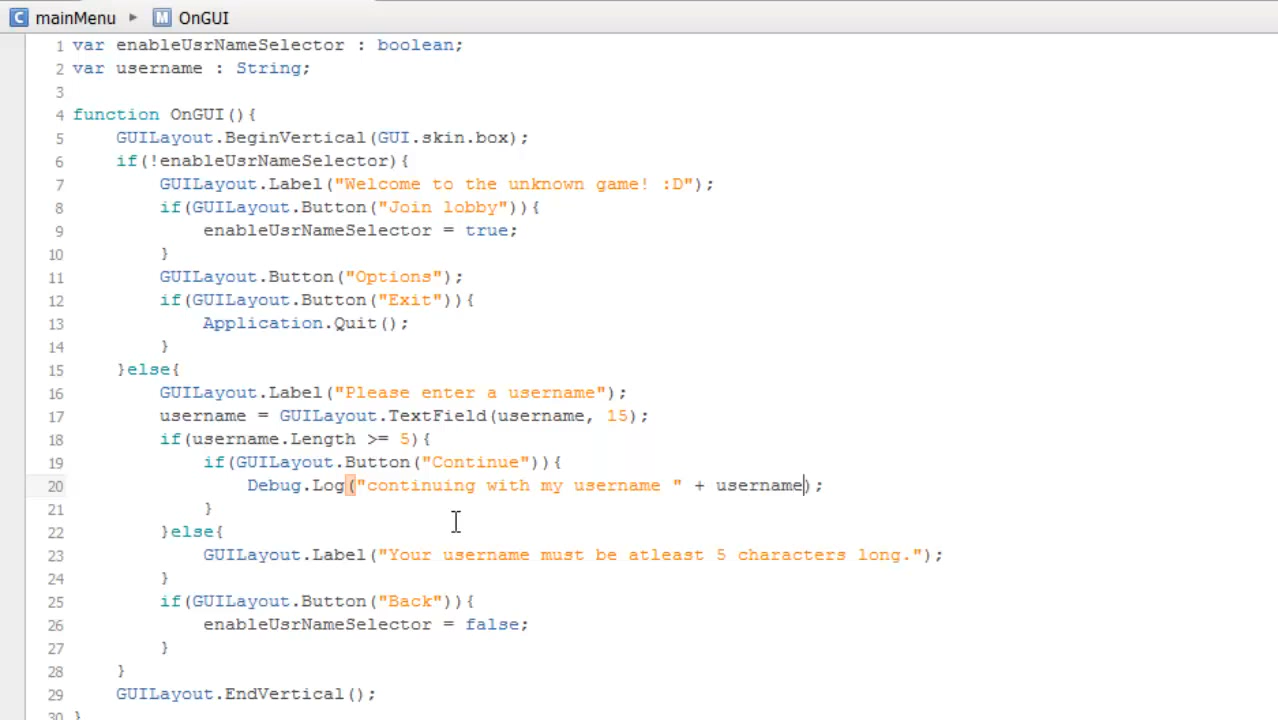 C mainMenu ▸ M OnGUI
1 var enableUsrNameSelector : boolean;
2 var username : String;
3
4 function OnGUI(){
5 GUILayout.BeginVertical(GUI.skin.box);
6 if(!enableUsrNameSelector){
7 GUILayout.Label("Welcome to the unknown game! :D");
8 if(GUILayout.Button("Join lobby")){
9 enableUsrNameSelector = true;
10 }
11 GUILayout.Button("Options");
12 if(GUILayout.Button("Exit")){
13 Application.Quit();
14 }
15 }else{
16 GUILayout.Label("Please enter a username");
17 username = GUILayout.TextField(username, 15);
18 if(username.Length >= 5){
19 if(GUILayout.Button("Continue")){
20 Debug.Log("continuing with my username " + username);
21 }
22 }else{
23 GUILayout.Label("Your username must be atleast 5 characters long.");
24 }
25 if(GUILayout.Button("Back")){
26 enableUsrNameSelector = false;
27 }
28 }
29 GUILayout.EndVertical();
30 }